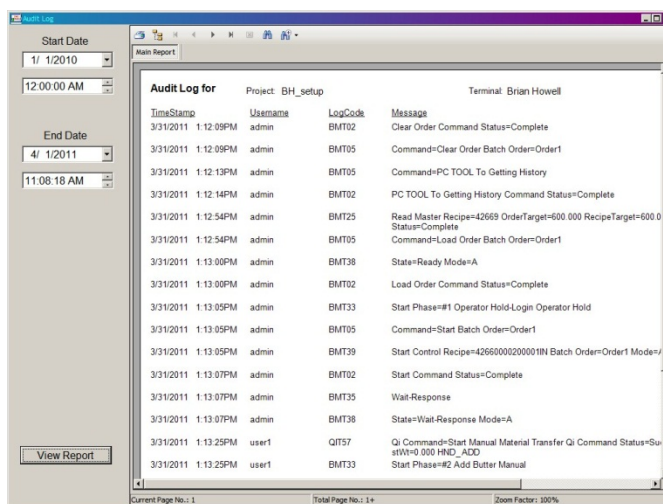 Audit Log
Start Date
1/ 1/2010
12:00:00 AM
End Date
4/ 1/2011
11:08:18 AM
View Report
Main Report
Audit Log for Project: BH_setup Terminal: Brian Howell
TimeStamp Username LogCode Message
3/31/2011 1:12:09PM admin BMT02 Clear Order Command Status=Complete
3/31/2011 1:12:09PM admin BMT05 Command=Clear Order Batch Order=Order1
3/31/2011 1:12:13PM admin BMT05 Command=PC TOOL To Getting History
3/31/2011 1:12:14PM admin BMT02 PC TOOL To Getting History Command Status=Complete
3/31/2011 1:12:54PM admin BMT25 Read Master Recipe=42669 OrderTarget=600.000 RecipeTarget=600.0
Status=Complete
3/31/2011 1:12:54PM admin BMT05 Command=Load Order Batch Order=Order1
3/31/2011 1:13:00PM admin BMT38 State=Ready Mode=A
3/31/2011 1:13:00PM admin BMT02 Load Order Command Status=Complete
3/31/2011 1:13:05PM admin BMT33 Start Phase=#1 Operator Hold-Login Operator Hold
3/31/2011 1:13:05PM admin BMT05 Command=Start Batch Order=Order1
3/31/2011 1:13:05PM admin BMT39 Start Control Recipe=42660000200001IN Batch Order=Order1 Mode=A
3/31/2011 1:13:07PM admin BMT02 Start Command Status=Complete
3/31/2011 1:13:07PM admin BMT35 Wait-Response
3/31/2011 1:13:07PM admin BMT38 State=Wait-Response Mode=A
3/31/2011 1:13:25PM user1 QIT57 Qi Command=Start Manual Material Transfer Qi Command Status=Su
stWt=0.000 HND_ADD
3/31/2011 1:13:25PM user1 BMT33 Start Phase=#2 Add Butter Manual
Current Page No.: 1 Total Page No.: 1+ Zoom Factor: 100%